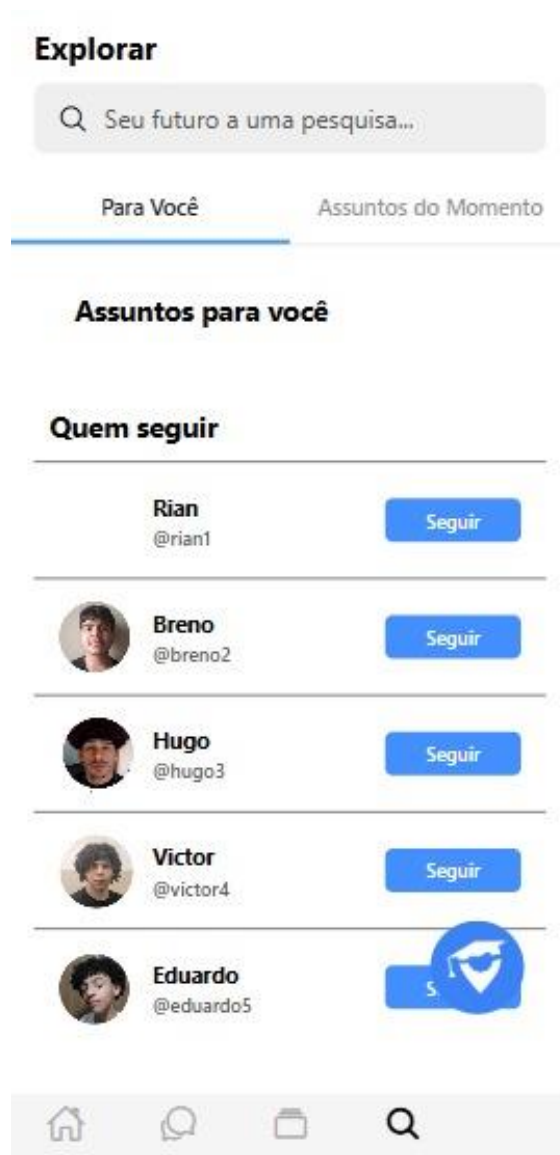 Explorar
Seu futuro a uma pesquisa...
Para Você Assuntos do Momento
Assuntos para você
Quem seguir
Rian
@rian1
Seguir
Breno
@breno2
Seguir
Hugo
@hugo3
Seguir
Victor
@victor4
Seguir
Eduardo
@eduardo5